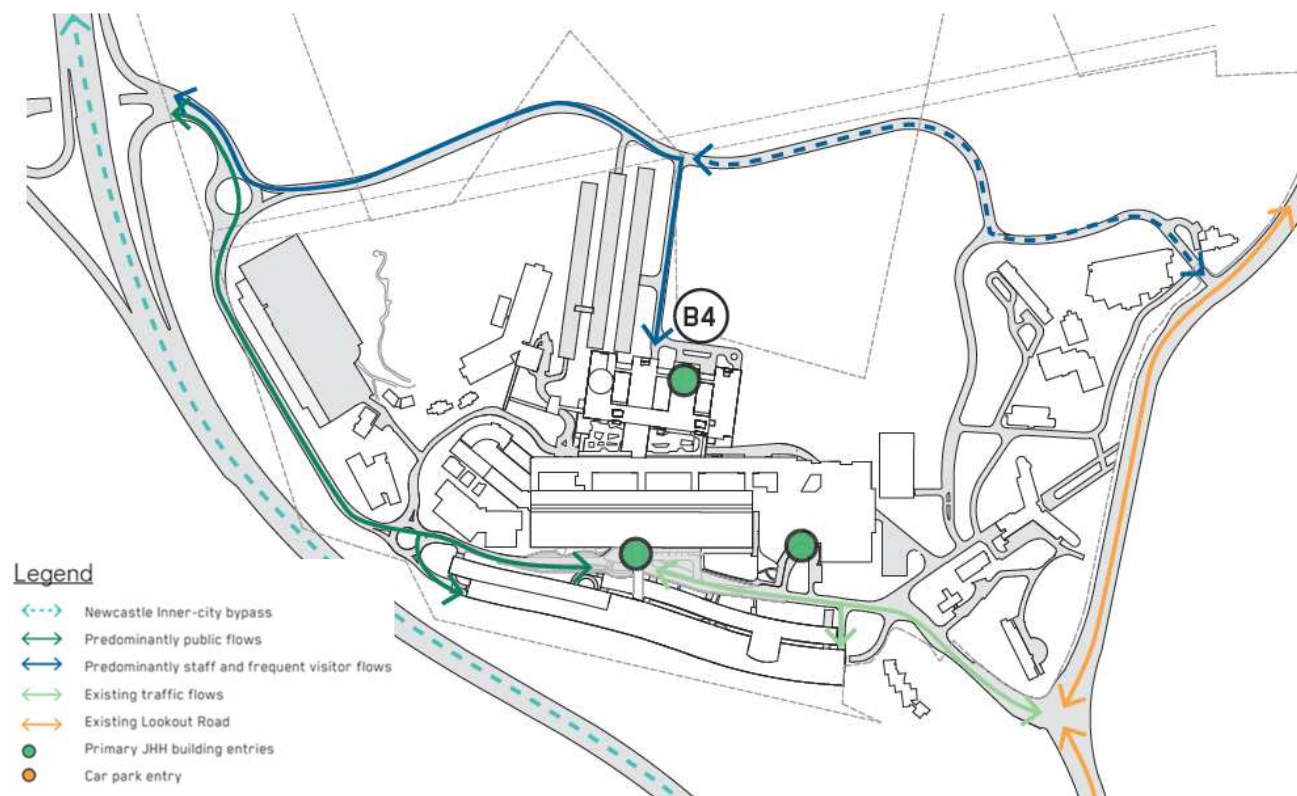 B4
Legend
Newcastle Inner-city bypass
Predominantly public flows
Predominantly staff and frequent visitor flows
Existing traffic flows
Existing Lookout Road
Primary JHH building entries
Car park entry